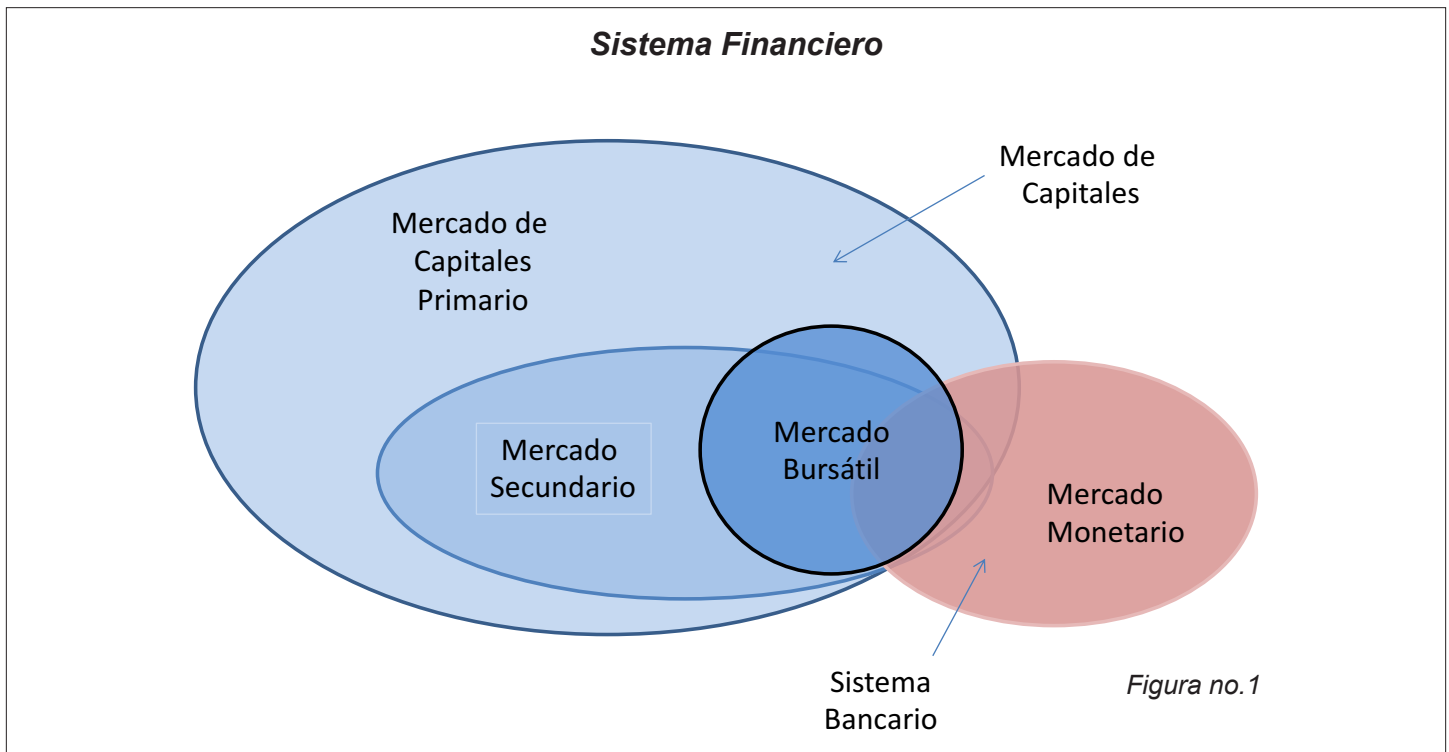 Sistema Financiero
Mercado de
Capitales
Mercado de
Capitales
Primario
Mercado
Bursátil
Mercado
Secundario
Mercado
Monetario
Sistema
Bancario
Figura no.1